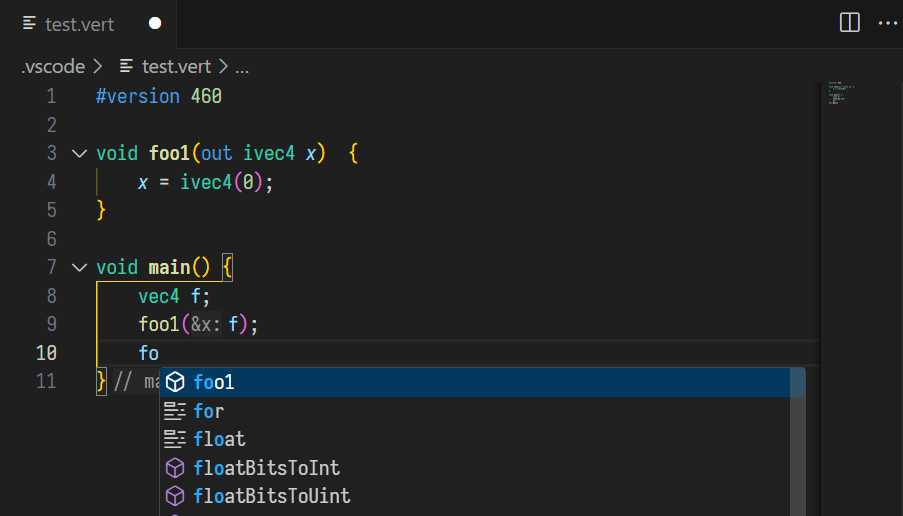 test.vert
.vscode > test.vert > ...
1 #version 460
2
3 void foo1(out ivec4 x)  {
4     x = ivec4(0);
5 }
6
7 void main() {
8     vec4 f;
9     foo1(&x: f);
10     fo
11 } // ma
foo1
for
float
floatBitsToInt
floatBitsToUint